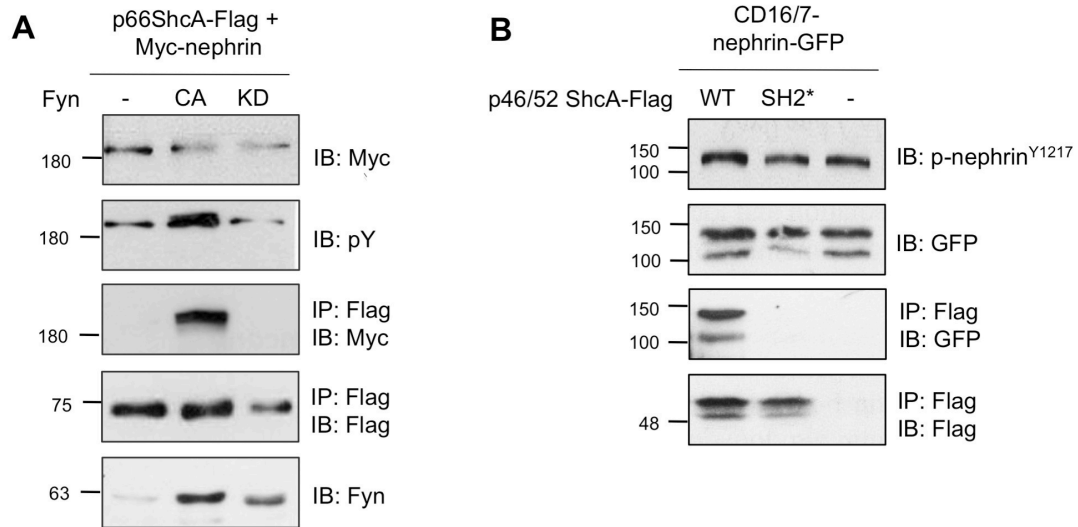 A
p66ShcA-Flag +
Myc-nephrin
Fyn - CA KD
180 IB: Myc
180 IB: pY
180 IP: Flag
IB: Myc
75 IP: Flag
IB: Flag
63 IB: Fyn
B
CD16/7-
nephrin-GFP
p46/52 ShcA-Flag WT SH2* -
150
100 IB: p-nephrinY1217
150
100 IB: GFP
150 IP: Flag
100 IB: GFP
IP: Flag
48 IB: Flag